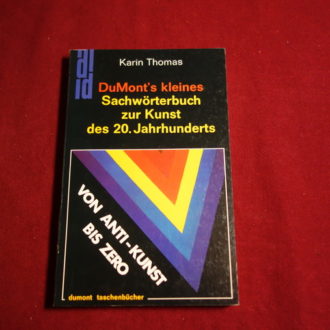 Karin Thomas
DuMont's kleines
Sachwörterbuch
zur Kunst
des 20. Jahrhunderts
VON ANTI-KUNST
BIS ZERO
dumont taschenbücher